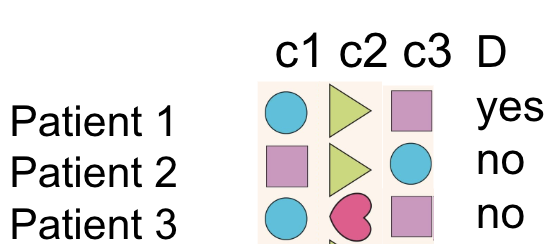 c1 c2 c3 D
Patient 1 yes
Patient 2 no
Patient 3 no